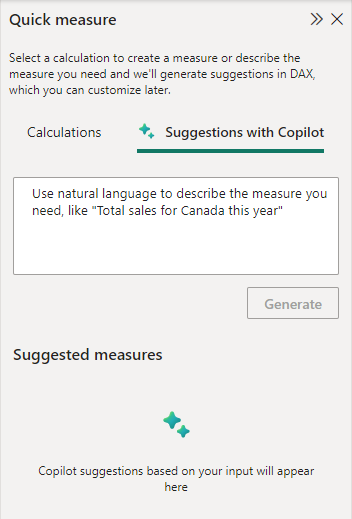 Quick measure
Select a calculation to create a measure or describe the
measure you need and we'll generate suggestions in DAX,
which you can customize later.
Calculations
Suggestions with Copilot
Use natural language to describe the measure you
need, like "Total sales for Canada this year"
Generate
Suggested measures
Copilot suggestions based on your input will appear
here